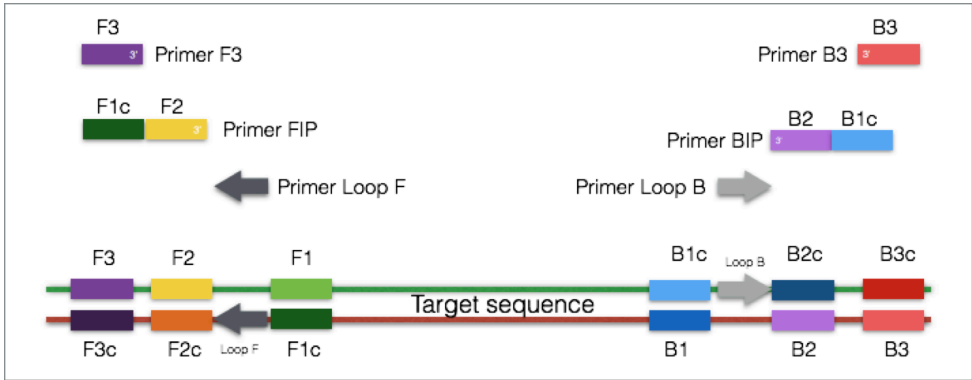 F3
B3
3'
Primer F3
Primer B3
3'
F1c
F2
B2
B1c
3'
Primer FIP
Primer BIP
3'
Primer Loop F
Primer Loop B
F3
F2
F1
B1c
Loop B
B2c
B3c
Target sequence
F3c
F2c
Loop F
F1c
B1
B2
B3